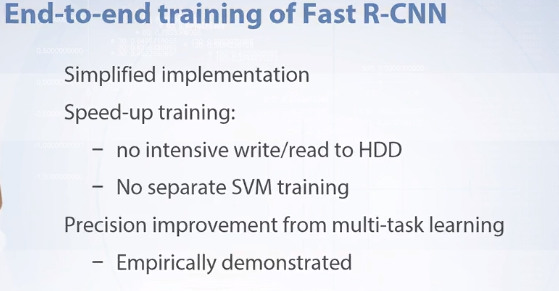 End-to-end training of Fast R-CNN
Simplified implementation
Speed-up training:
– no intensive write/read to HDD
– No separate SVM training
Precision improvement from multi-task learning
– Empirically demonstrated